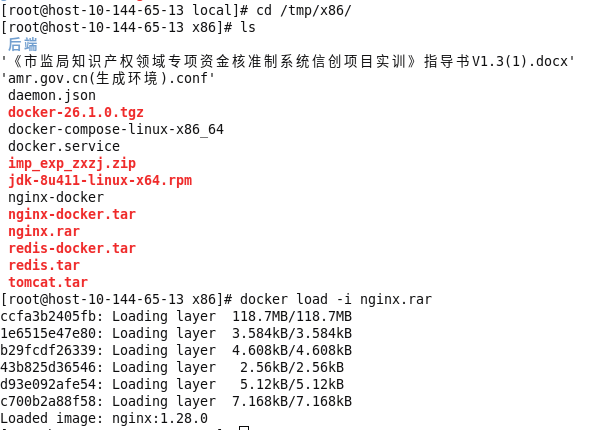 [root@host-10-144-65-13 local]# cd /tmp/x86/
[root@host-10-144-65-13 x86]# ls
后端
'《市监局知识产权领域专项资金核准制系统信创项目实训》指导书V1.3(1).docx'
'amr.gov.cn(生成环境).conf'
daemon.json
docker-26.1.0.tgz
docker-compose-linux-x86_64
docker.service
imp_exp_zxzj.zip
jdk-8u411-linux-x64.rpm
nginx-docker
nginx-docker.tar
nginx.rar
redis-docker.tar
redis.tar
tomcat.tar
[root@host-10-144-65-13 x86]# docker load -i nginx.rar
ccfa3b2405fb: Loading layer  118.7MB/118.7MB
1e6515e47e80: Loading layer  3.584kB/3.584kB
b29fcdf26339: Loading layer  4.608kB/4.608kB
43b825d36546: Loading layer   2.56kB/2.56kB
d93e092afe54: Loading layer   5.12kB/5.12kB
c700b2a88f58: Loading layer  7.168kB/7.168kB
Loaded image: nginx:1.28.0